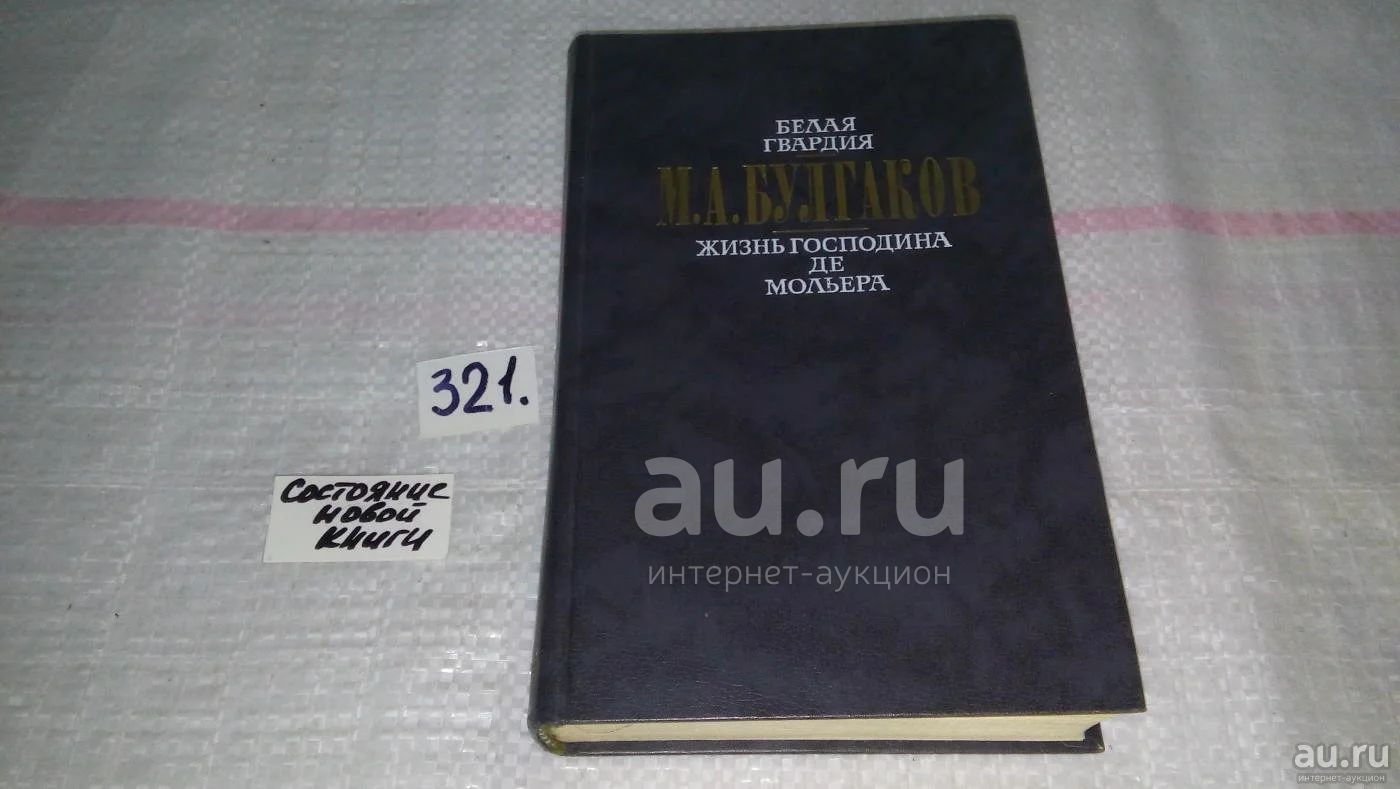 БЕЛАЯ
ГВАРДИЯ
М.А.БУЛГАКОВ
ЖИЗНЬ ГОСПОДИНА
ДЕ
МОЛЬЕРА
321.
Состояние
новой
книги
au.ru
интернет-аукцион
au.ru
интернет-аукцион